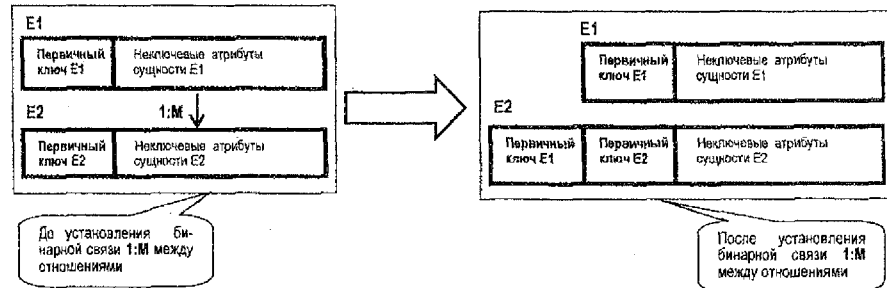 E1
Первичный ключ E1
Неключевые атрибуты сущности E1
1:M
E2
Первичный ключ E2
Неключевые атрибуты сущности E2
До установления би-
нарной связи 1:М между
отношениями
E1
Первичный ключ E1
Неключевые атрибуты сущности E1
E2
Первичный ключ E1
Первичный ключ E2
Неключевые атрибуты сущности E2
После установления
бинарной связи 1:М
между отношениями